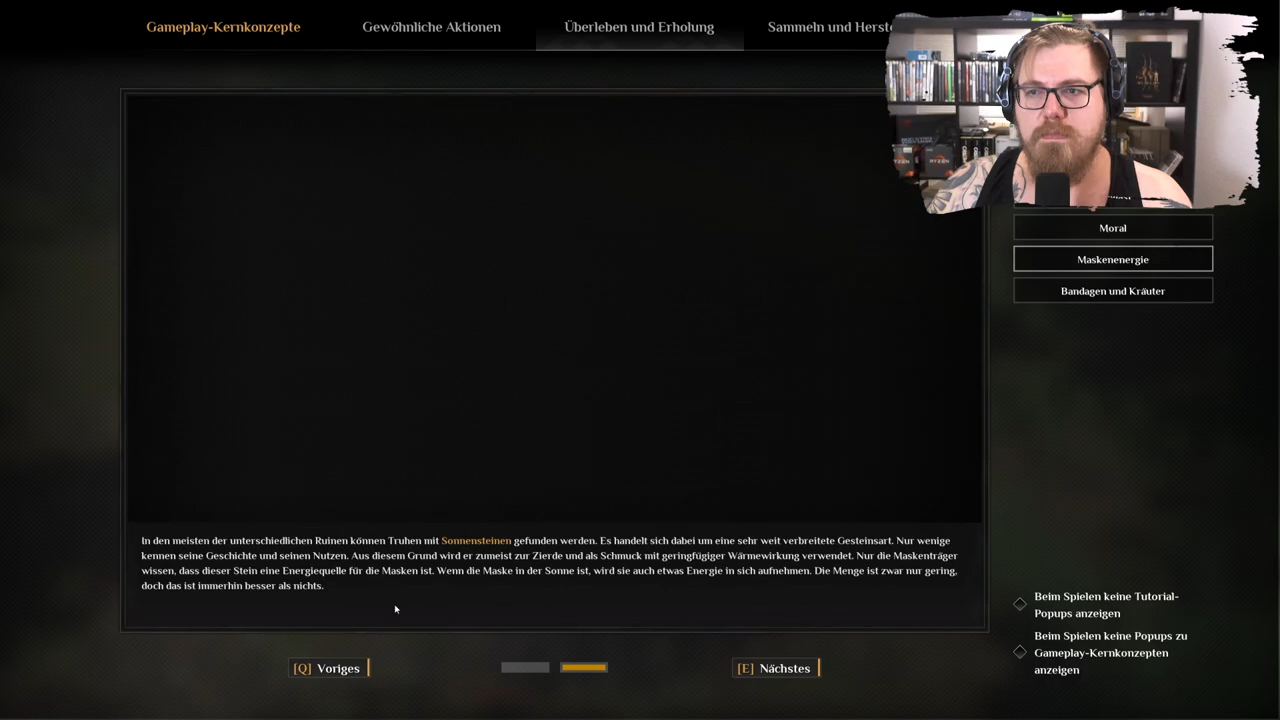 Gameplay-Kernkonzepte
Gewöhnliche Aktionen
Überleben und Erholung
Sammeln und Herste
Moral
Maskenenergie
Bandagen und Kräuter
In den meisten der unterschiedlichen Ruinen können Truhen mit Sonnensteinen gefunden werden. Es handelt sich dabei um eine sehr weit verbreitete Gesteinsart. Nur wenige
kennen seine Geschichte und seinen Nutzen. Aus diesem Grund wird er zumeist zur Zierde und als Schmuck mit geringfügiger Wärmewirkung verwendet. Nur die Maskenträger
wissen, dass dieser Stein eine Energiequelle für die Masken ist. Wenn die Maske in der Sonne ist, wird sie auch etwas Energie in sich aufnehmen. Die Menge ist zwar nur gering,
doch das ist immerhin besser als nichts.
Beim Spielen keine Tutorial-
Popups anzeigen
Beim Spielen keine Popups zu
Gameplay-Kernkonzepten
anzeigen
[Q] Voriges
[E] Nächstes
RYZEN
RYZEN